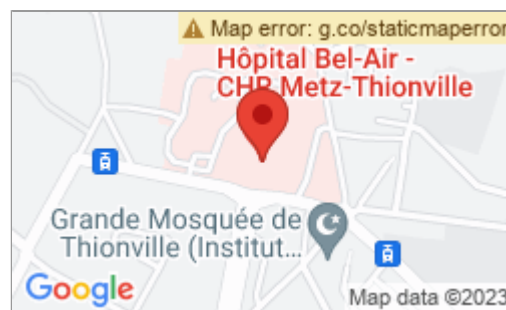 Map error: g.co/staticmaperror
Hôpital Bel-Air -
CHR Metz-Thionville
Grande Mosquée de
Thionville (Institut...
Google
Map data ©2023